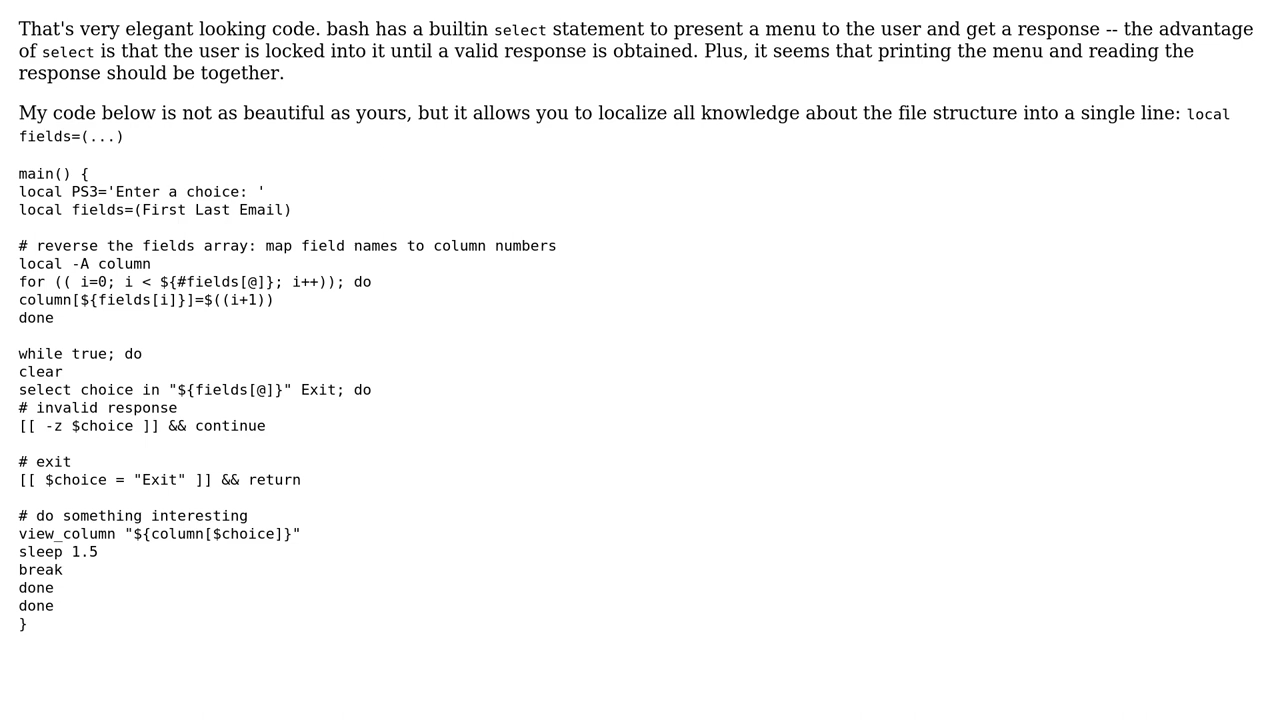 That's very elegant looking code. bash has a builtin select statement to present a menu to the user and get a response -- the advantage
of select is that the user is locked into it until a valid response is obtained. Plus, it seems that printing the menu and reading the
response should be together.
My code below is not as beautiful as yours, but it allows you to localize all knowledge about the file structure into a single line: local
fields=(...)
main() {
local PS3='Enter a choice: '
local fields=(First Last Email)
# reverse the fields array: map field names to column numbers
local -A column
for (( i=0; i < ${#fields[@]}; i++)); do
column[${fields[i]}]=$((i+1))
done
while true; do
clear
select choice in "${fields[@]}" Exit; do
# invalid response
[[ -z $choice ]] && continue
# exit
[[ $choice = "Exit" ]] && return
# do something interesting
view_column "${column[$choice]}"
sleep 1.5
break
done
done
}